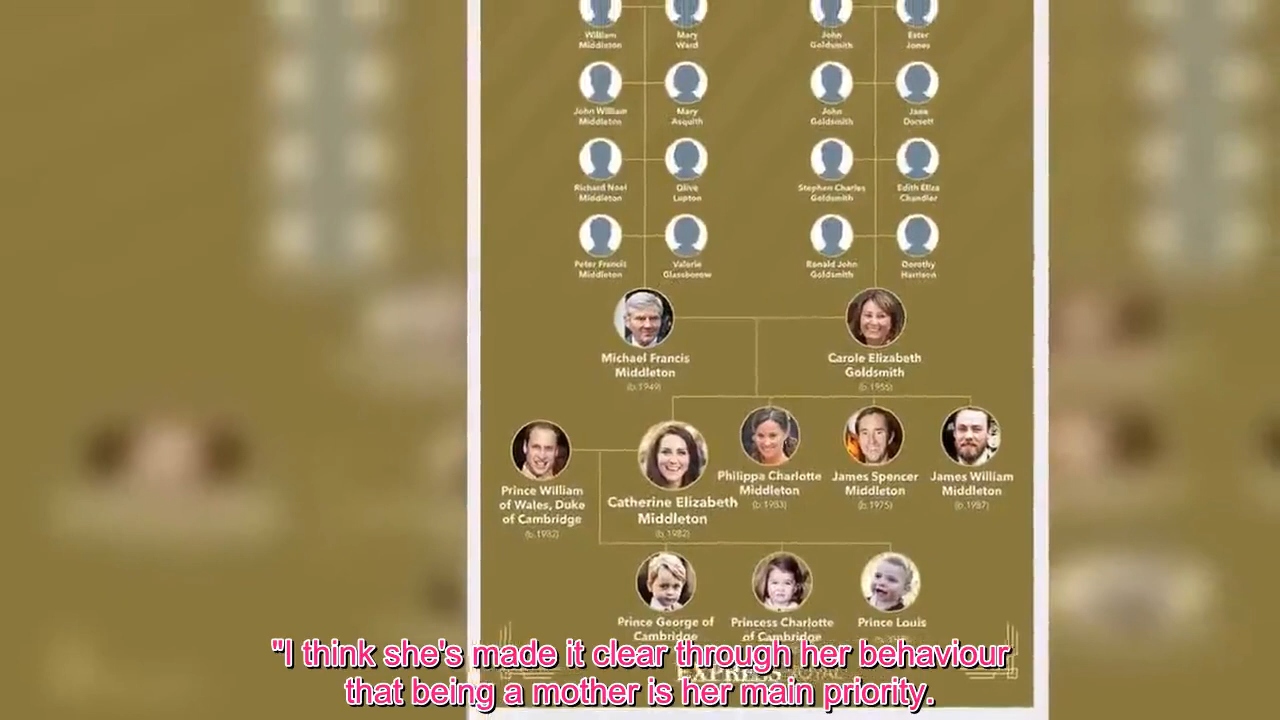 William Mary John Ester
Middleton Ward Goldsmith Jones
John William Mary John Jane
Middleton Asquith Goldsmith Dorsett
Richard Noel Olive Stephen Charles Edith Eliza
Middleton Lupton Goldsmith Chandler
Peter Francis Valerie Ronald John Dorothy
Middleton Glassborow Goldsmith Harrison
Michael Francis Carole Elizabeth
Middleton Goldsmith
(b.1949) (b.1955)
Prince William
of Wales, Duke
of Cambridge
(b.1982)
Catherine Elizabeth
Middleton
(b.1982)
Philippa Charlotte
Middleton
(b.1983)
James Spencer
Middleton
(b.1975)
James William
Middleton
(b.1987)
Prince George of
Cambridge
Princess Charlotte
of Cambridge
Prince Louis
EXPRESS ROYAL
"I think she's made it clear through her behaviour
that being a mother is her main priority.